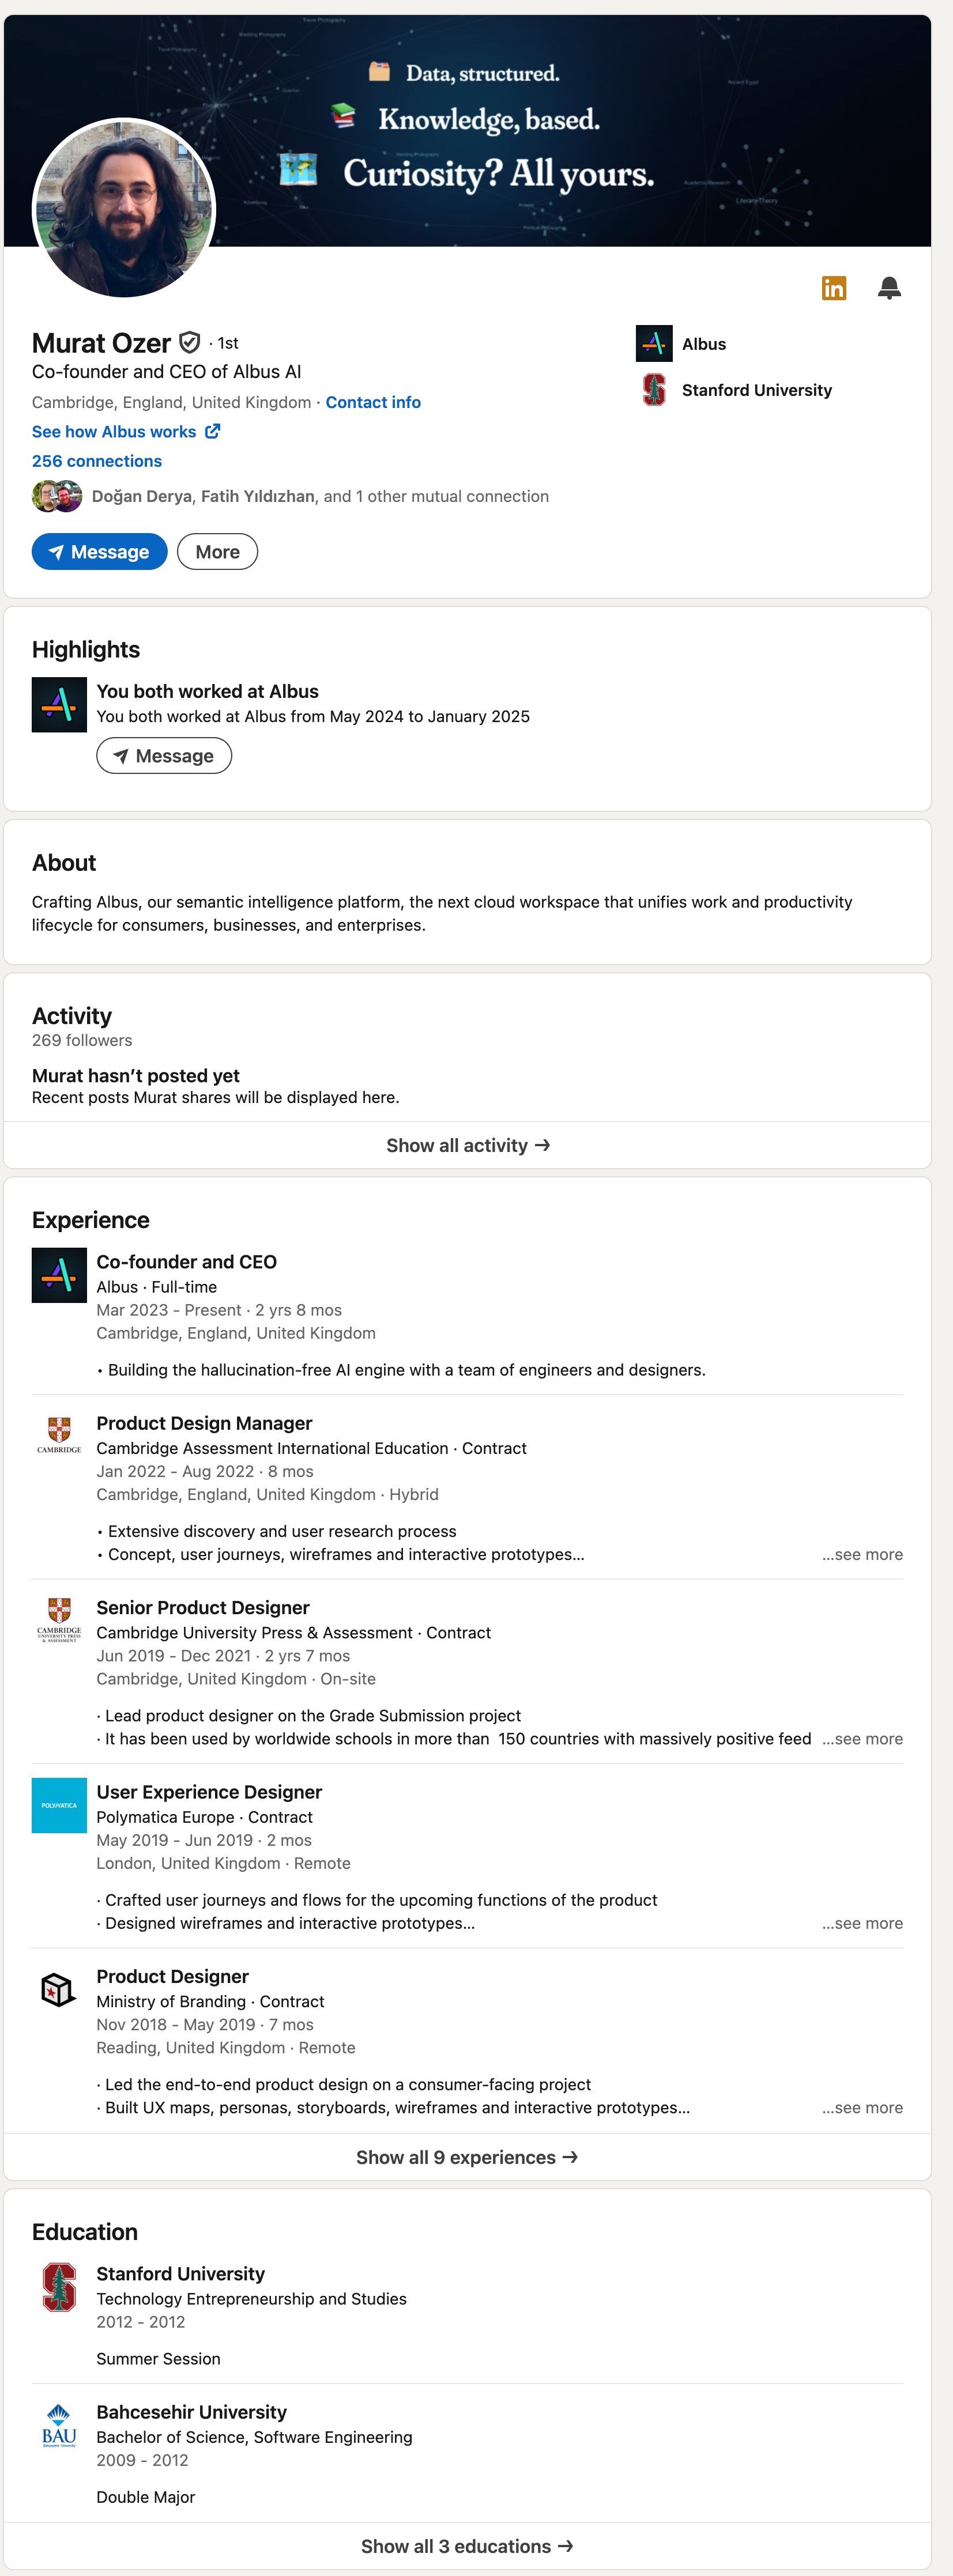 Data, structured.
Knowledge, based.
Curiosity? All yours.
Literary Theory
in
Murat Ozer · 1st
Co-founder and CEO of Albus AI
Cambridge, England, United Kingdom · Contact info
See how Albus works
256 connections
Doğan Derya, Fatih Yıldızhan, and 1 other mutual connection
Message
More
Albus
Stanford University
Highlights
You both worked at Albus
You both worked at Albus from May 2024 to January 2025
Message
About
Crafting Albus, our semantic intelligence platform, the next cloud workspace that unifies work and productivity
lifecycle for consumers, businesses, and enterprises.
Activity
269 followers
Murat hasn’t posted yet
Recent posts Murat shares will be displayed here.
Show all activity →
Experience
Co-founder and CEO
Albus · Full-time
Mar 2023 - Present · 2 yrs 8 mos
Cambridge, England, United Kingdom
• Building the hallucination-free AI engine with a team of engineers and designers.
CAMBRIDGE
Product Design Manager
Cambridge Assessment International Education · Contract
Jan 2022 - Aug 2022 · 8 mos
Cambridge, England, United Kingdom · Hybrid
• Extensive discovery and user research process
• Concept, user journeys, wireframes and interactive prototypes...
...see more
CAMBRIDGE
UNIVERSITY PRESS
& ASSESSMENT
Senior Product Designer
Cambridge University Press & Assessment · Contract
Jun 2019 - Dec 2021 · 2 yrs 7 mos
Cambridge, United Kingdom · On-site
· Lead product designer on the Grade Submission project
· It has been used by worldwide schools in more than  150 countries with massively positive feed ...see more
POLYMATICA
User Experience Designer
Polymatica Europe · Contract
May 2019 - Jun 2019 · 2 mos
London, United Kingdom · Remote
· Crafted user journeys and flows for the upcoming functions of the product
· Designed wireframes and interactive prototypes...
...see more
Product Designer
Ministry of Branding · Contract
Nov 2018 - May 2019 · 7 mos
Reading, United Kingdom · Remote
· Led the end-to-end product design on a consumer-facing project
· Built UX maps, personas, storyboards, wireframes and interactive prototypes...
...see more
Show all 9 experiences →
Education
Stanford University
Technology Entrepreneurship and Studies
2012 - 2012
Summer Session
BAU
Bahcesehir University
Bachelor of Science, Software Engineering
2009 - 2012
Double Major
Show all 3 educations →